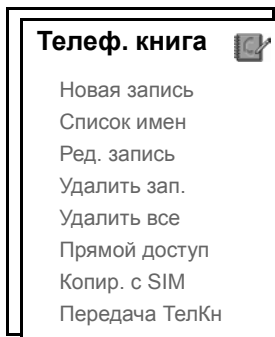 Телеф. книга
Новая запись
Список имен
Ред. запись
Удалить зап.
Удалить все
Прямой доступ
Копир. с SIM
Передача ТелКн